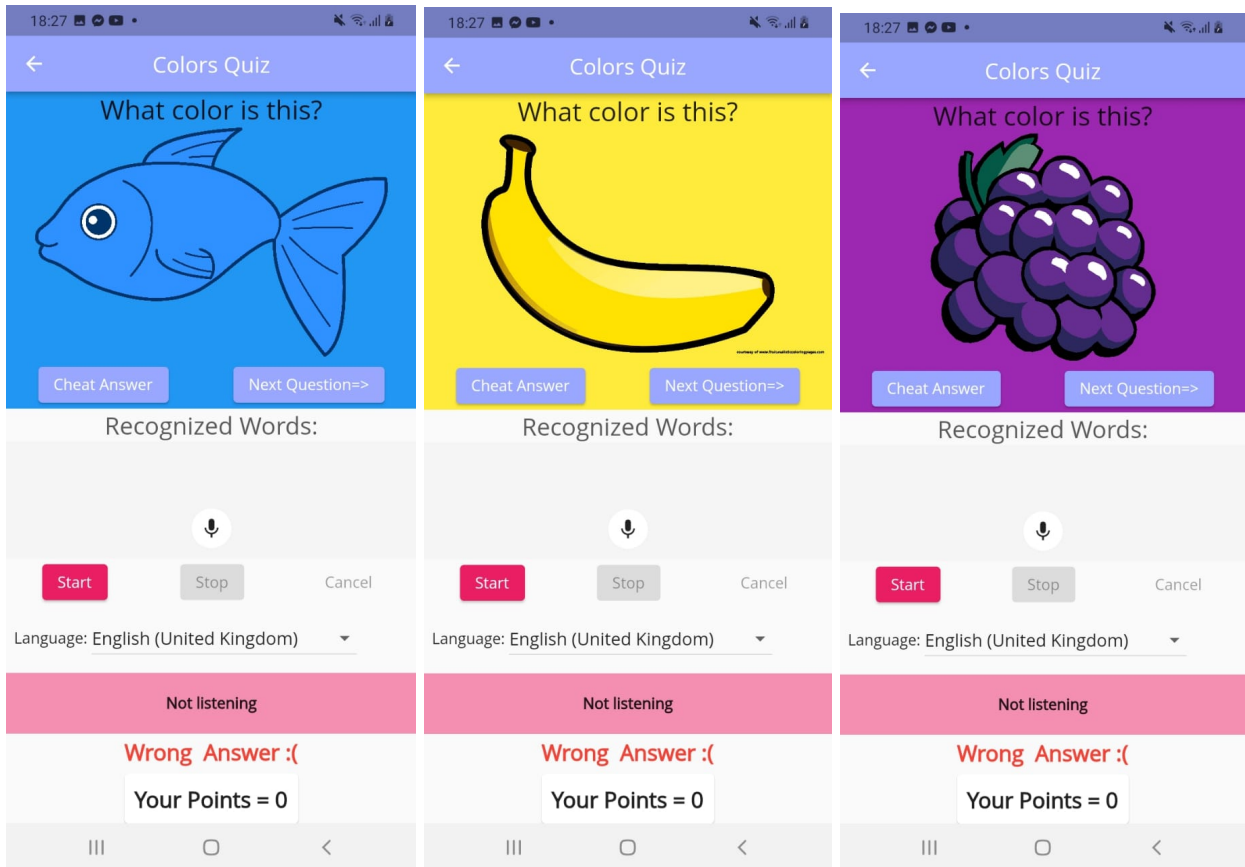 18:27
Colors Quiz
What color is this?
Cheat Answer
Next Question=>
Recognized Words:
Start
Stop
Cancel
Language: English (United Kingdom)
Not listening
Wrong Answer :(
Your Points = 0
18:27
Colors Quiz
What color is this?
Cheat Answer
Next Question=>
Recognized Words:
Start
Stop
Cancel
Language: English (United Kingdom)
Not listening
Wrong Answer :(
Your Points = 0
18:27
Colors Quiz
What color is this?
Cheat Answer
Next Question=>
Recognized Words:
Start
Stop
Cancel
Language: English (United Kingdom)
Not listening
Wrong Answer :(
Your Points = 0